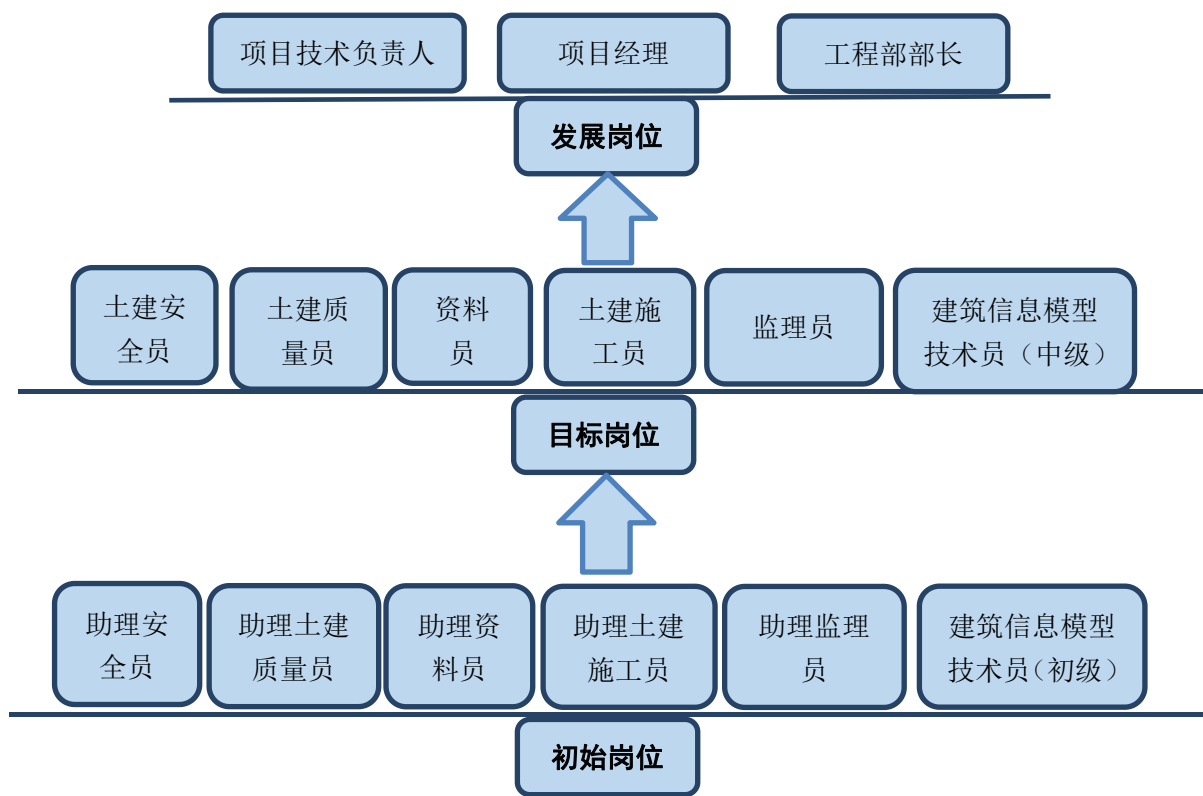 项目技术负责人
项目经理
工程部部长
发展岗位
土建安
全员
土建质
量员
资料
员
土建施
工员
监理员
建筑信息模型
技术员（中级）
目标岗位
助理安
全员
助理土建
质量员
助理资
料员
助理土建
施工员
助理监理
员
建筑信息模型
技术员（初级）
初始岗位